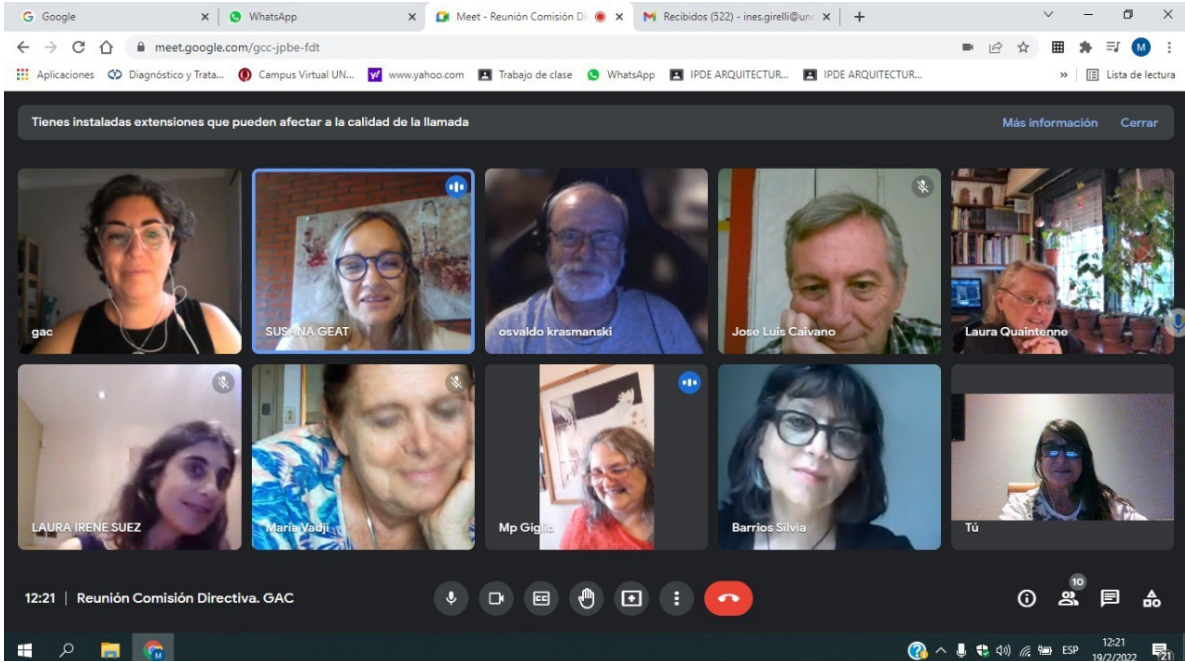 Google
WhatsApp
Meet - Reunión Comisión Di
Recibidos (522) - ines.girelli@unc
meet.google.com/gcc-jpbe-fdt
M
Aplicaciones
Diagnóstico y Trata...
Campus Virtual UN...
www.yahoo.com
Trabajo de clase
WhatsApp
IPDE ARQUITECTUR...
IPDE ARQUITECTUR...
»
Lista de lectura
Tienes instaladas extensiones que pueden afectar a la calidad de la llamada
Más información
Cerrar
gac
SUSANA GEAT
osvaldo krasmanski
Jose Luis Caivano
Laura Quaintenne
LAURA IRENE SUEZ
María Vadji
Mp Giglio
Barrios Silvia
Tú
12:21 | Reunión Comisión Directiva. GAC
CC
10
ESP
12:21
19/2/2022
21